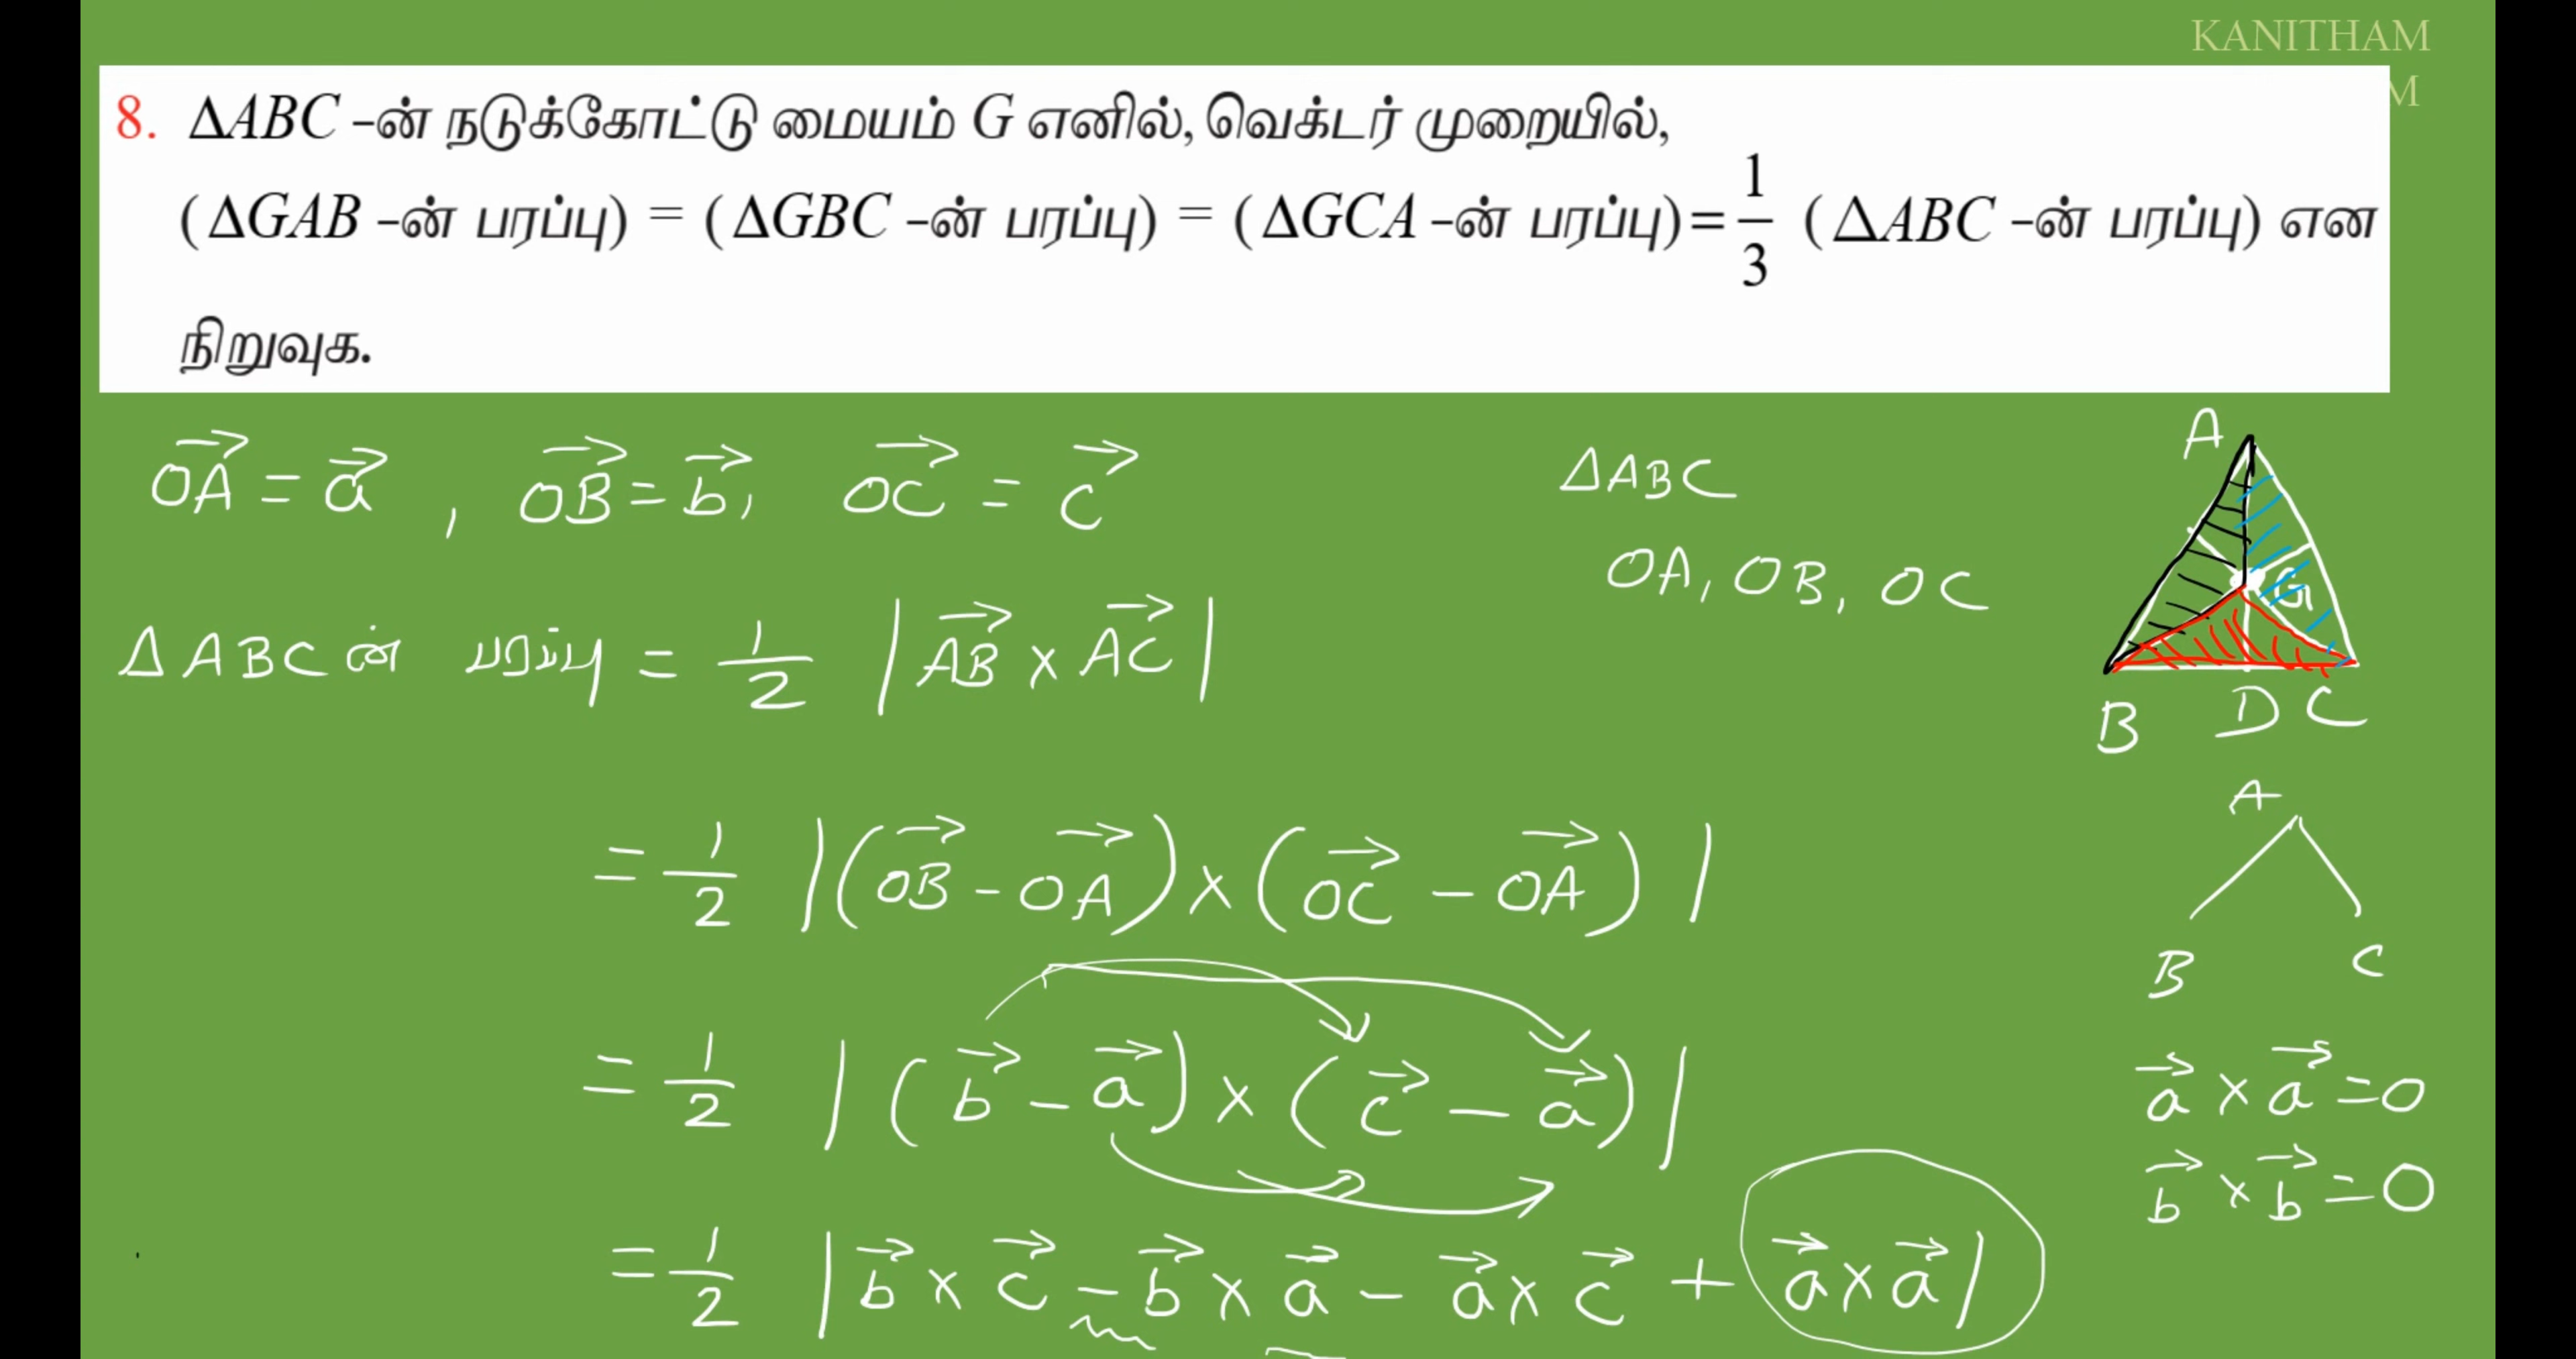 KANITHAM
M
8. ΔABC -ன் நடுக்கோட்டு மையம் G எனில், வெக்டர் முறையில்,
(ΔGAB -ன் பரப்பு) = (ΔGBC -ன் பரப்பு) = (ΔGCA -ன் பரப்பு) = 1/3 (ΔABC -ன் பரப்பு) என
நிறுவுக.
OA⃗ = a⃗ , OB⃗ = b⃗, OC⃗ = c⃗
ΔABC
OA, OB, OC
A
G
B D C
ΔABC ன் பரப்பு = 1/2 |AB⃗ × AC⃗|
A
B C
= 1/2 |(OB⃗ - OA⃗) × (OC⃗ - OA⃗)|
= 1/2 |(b⃗ - a⃗) × (c⃗ - a⃗)|
a⃗ × a⃗ = 0
b⃗ × b⃗ = 0
= 1/2 |b⃗ × c⃗ - b⃗ × a⃗ - a⃗ × c⃗ + a⃗ × a⃗|